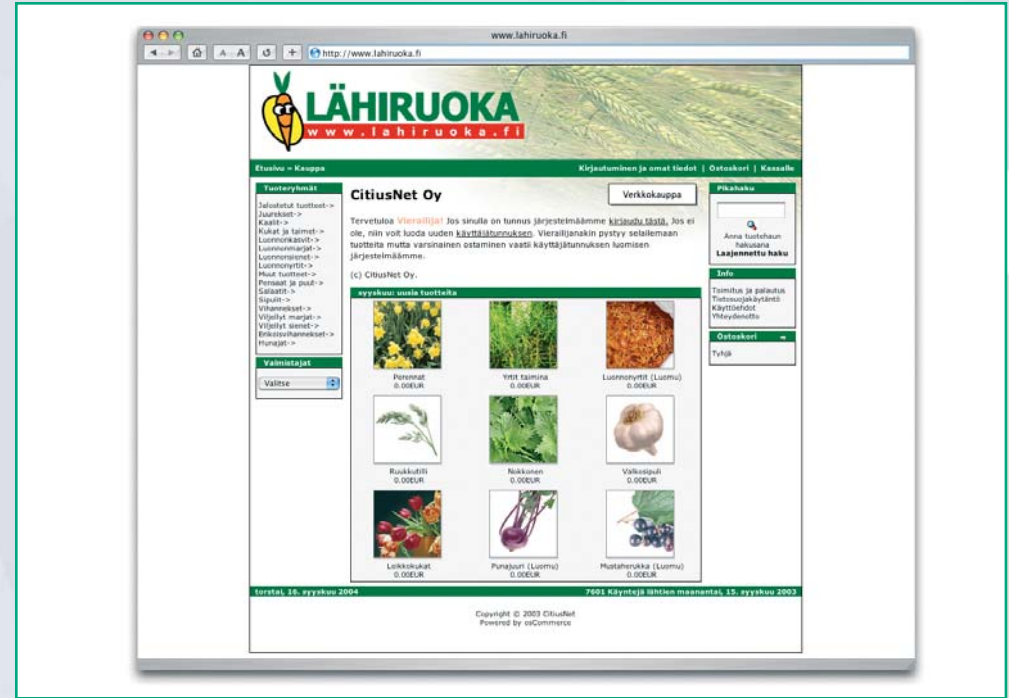 www.lahiruoka.fi
A A
http://www.lahiruoka.fi
LÄHIRUOKA
www.lahiruoka.fi
Etusivu » Kauppa
Kirjautuminen ja omat tiedot | Ostoskori | Kassalle
Tuoteryhmät
Jalostetut tuotteet->
Juurekset->
Kaalit->
Kukat ja taimet->
Luonnonkasvit->
Luonnonmarjat->
Luonnonsienet->
Luonnonyrtit->
Muut tuotteet->
Pensaat ja puut->
Salaatit->
Sipulit->
Vihannekset->
Viljellyt marjat->
Viljellyt sienet->
Erikoisvihannekset->
Hunajat->
Valmistajat
Valitse
CitiusNet Oy
Verkkokauppa
Tervetuloa Vierailija! Jos sinulla on tunnus järjestelmäämme kirjaudu tästä. Jos ei
ole, niin voit luoda uuden käyttäjätunnuksen. Vierailijanakin pystyy selailemaan
tuotteita mutta varsinainen ostaminen vaatii käyttäjätunnuksen luomisen
järjestelmäämme.
(c) CitiusNet Oy.
syyskuu: uusia tuotteita
Perennat
0.00EUR
Yrtit taimina
0.00EUR
Luonnonyrtit (Luomu)
0.00EUR
Ruukkutilli
0.00EUR
Nokkonen
0.00EUR
Valkosipuli
0.00EUR
Leikkokukat
0.00EUR
Punajuuri (Luomu)
0.00EUR
Mustaherukka (Luomu)
0.00EUR
Pikahaku
Anna tuotehaun
hakusana
Laajennettu haku
Info
Toimitus ja palautus
Tietosuojakäytäntö
Käyttöehdot
Yhteydenotto
Ostoskori
Tyhjä
torstai, 16. syyskuu 2004
7601 Käyntejä lähtien maanantai, 15. syyskuu 2003
Copyright © 2003 CitiusNet
Powered by osCommerce